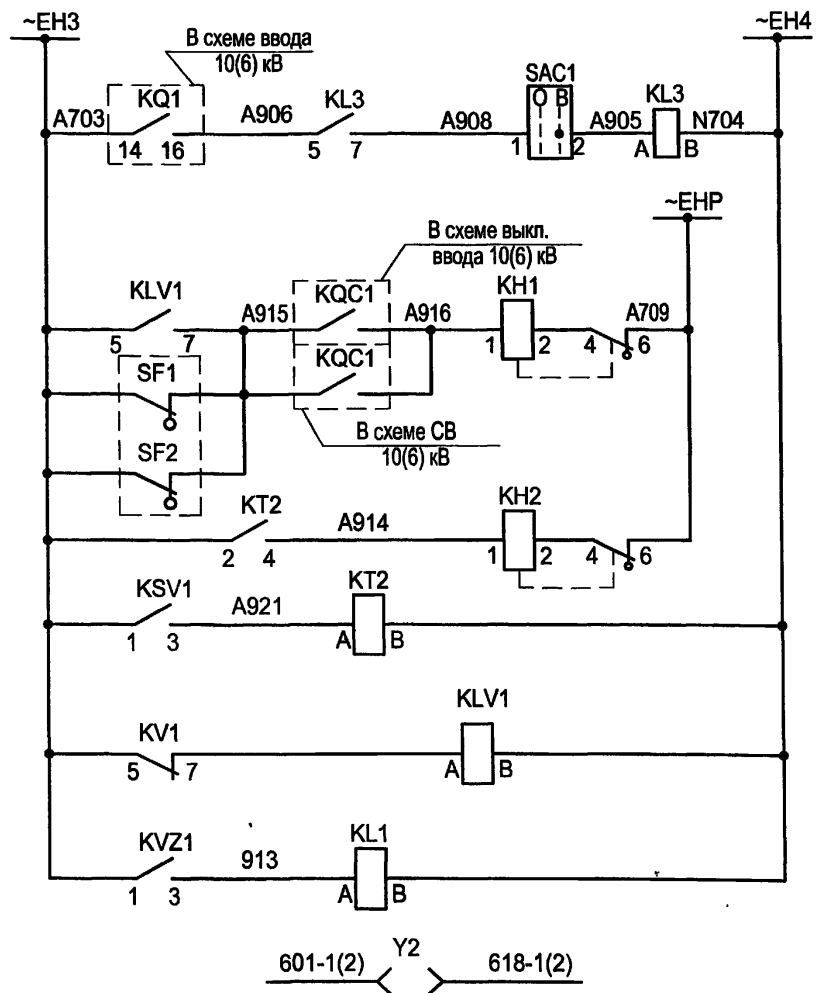 ~EH3
~EH4
В схеме ввода
10(6) кВ
SAC1
A703 KQ1 A906 KL3 A908 О В A905 KL3 N704
14 16 5 7 1 2 A B
~EHP
В схеме выкл.
ввода 10(6) кВ
KLV1 A915 KQC1 A916 KH1 A709
5 7 1 2 4 6
SF1 KQC1
В схеме СВ
10(6) кВ
SF2
KT2 A914 KH2
2 4 1 2 4 6
KSV1 A921 KT2
1 3 A B
KV1 KLV1
5 7 A B
KVZ1 913 KL1
1 3 A B
601-1(2) Y2 618-1(2)